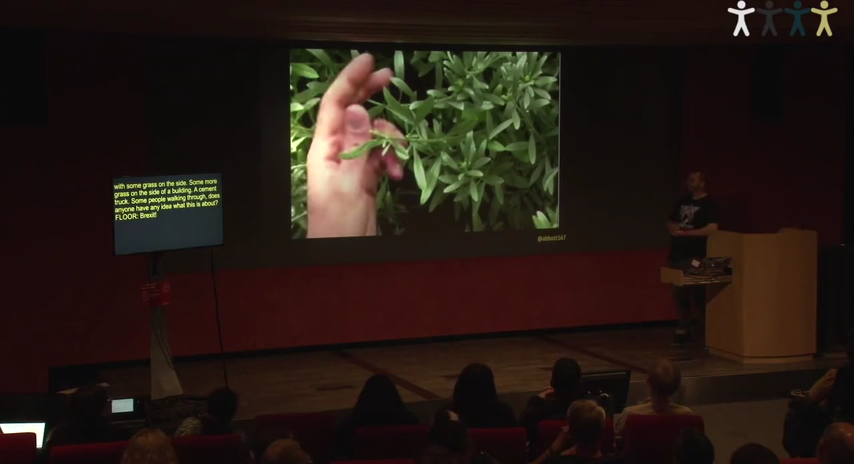 with some grass on the side. Some more
grass on the side of a building. A cement
truck. Some people walking through, does
anyone have any idea what this is about?
FLOOR: Brexit!